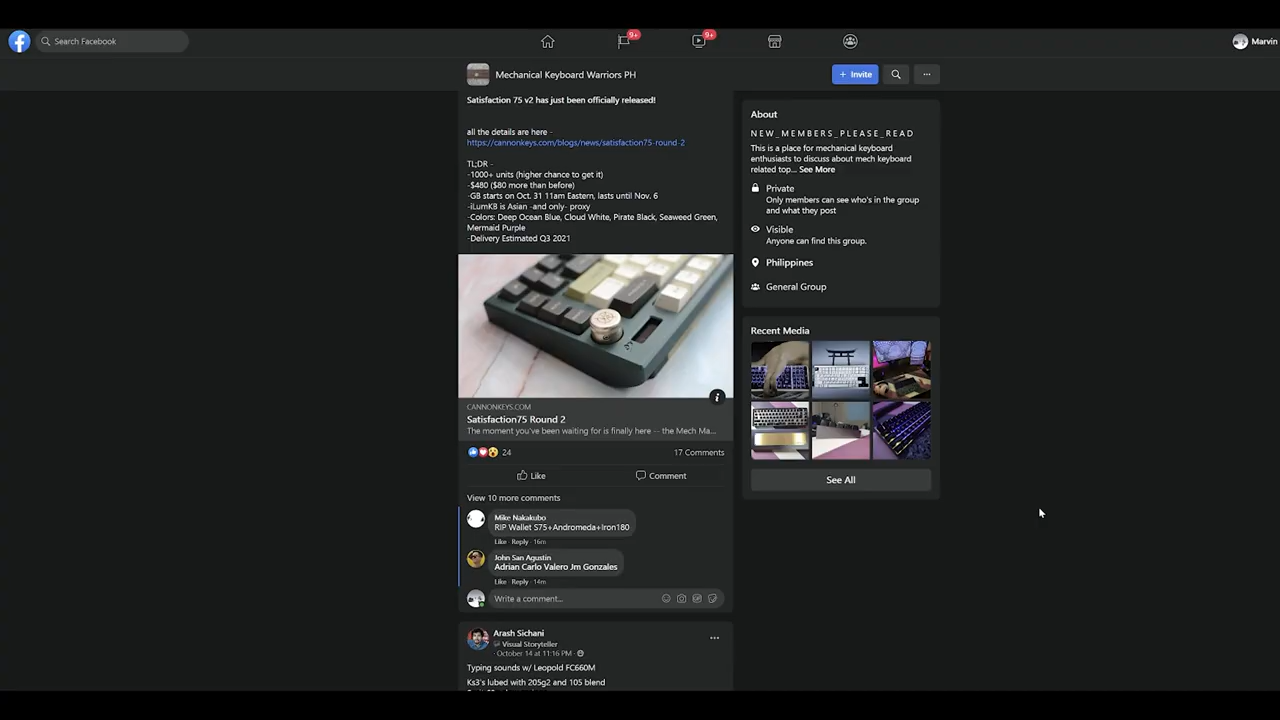 Search Facebook
9+
9+
Marvin
Mechanical Keyboard Warriors PH
+ Invite
Satisfaction 75 v2 has just been officially released!
all the details are here -
https://cannonkeys.com/blogs/news/satisfaction75-round-2
TL;DR -
-1000+ units (higher chance to get it)
-$480 ($80 more than before)
-GB starts on Oct. 31 11am Eastern, lasts until Nov. 6
-iLumKB is Asian -and only- proxy
-Colors: Deep Ocean Blue, Cloud White, Pirate Black, Seaweed Green,
Mermaid Purple
-Delivery Estimated Q3 2021
CANNONKEYS.COM
Satisfaction75 Round 2
The moment you've been waiting for is finally here -- the Mech Ma...
24
17 Comments
Like
Comment
View 10 more comments
Mike Nakakubo
RIP Wallet S75+Andromeda+Iron180
Like · Reply · 16m
John San Agustin
Adrian Carlo Valero Jm Gonzales
Like · Reply · 14m
Write a comment...
GIF
Arash Sichani
Visual Storyteller
· October 14 at 11:16 PM ·
Typing sounds w/ Leopold FC660M
Ks3's lubed with 205g2 and 105 blend
About
N E W _ M E M B E R S _ P L E A S E _ R E A D
This is a place for mechanical keyboard
enthusiasts to discuss about mech keyboard
related top... See More
Private
Only members can see who's in the group
and what they post
Visible
Anyone can find this group.
Philippines
General Group
Recent Media
See All